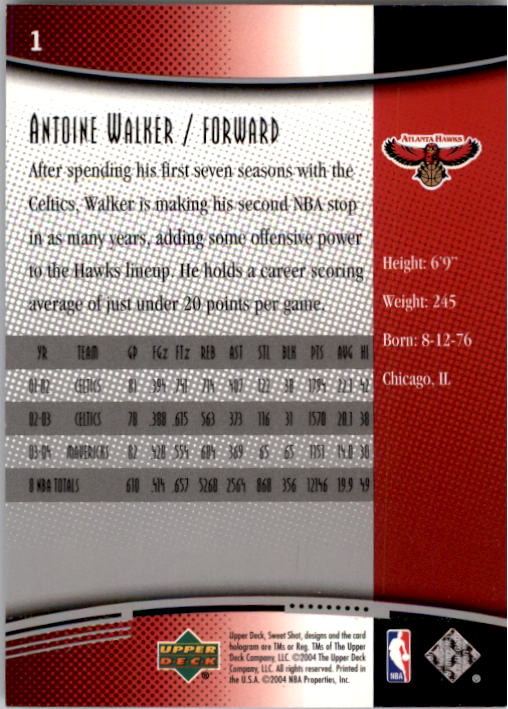 1
ANTOINE WALKER / FORWARD
After spending his first seven seasons with the
Celtics, Walker is making his second NBA stop
in as many years, adding some offensive power
to the Hawks lineup. He holds a career scoring
average of just under 20 points per game.
ATLANTA HAWKS
Height: 6'9"
Weight: 245
Born: 8-12-76
Chicago, IL
YR TEAM GP FG% FT% REB AST STL BLK PTS AVG HI
01-02 CELTICS 81 .394 .741 714 407 122 38 1794 22.1 42
02-03 CELTICS 78 .388 .615 563 373 116 31 1570 20.1 38
03-04 MAVERICKS 82 .428 .554 684 369 65 65 1151 14.0 38
8 NBA TOTALS 610 .414 .657 5260 2564 868 356 12146 19.9 49
UPPER
DECK ®
Upper Deck, Sweet Shot, designs and the card
hologram are TMs or Reg. TMs of The Upper
Deck Company, LLC. ©2004 The Upper Deck
Company, LLC. All rights reserved. Printed in
the U.S.A. ©2004 NBA Properties, Inc.
NBA
®